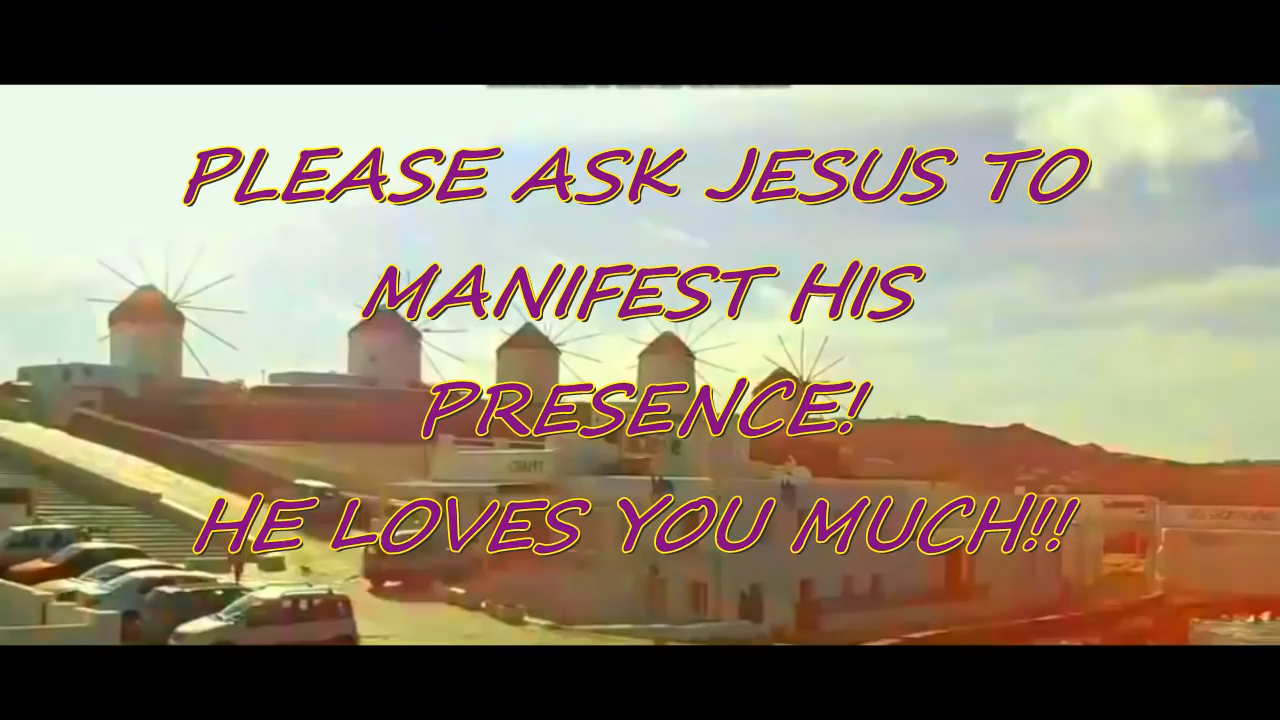 PLEASE ASK JESUS TO
MANIFEST HIS
PRESENCE!
HE LOVES YOU MUCH!!